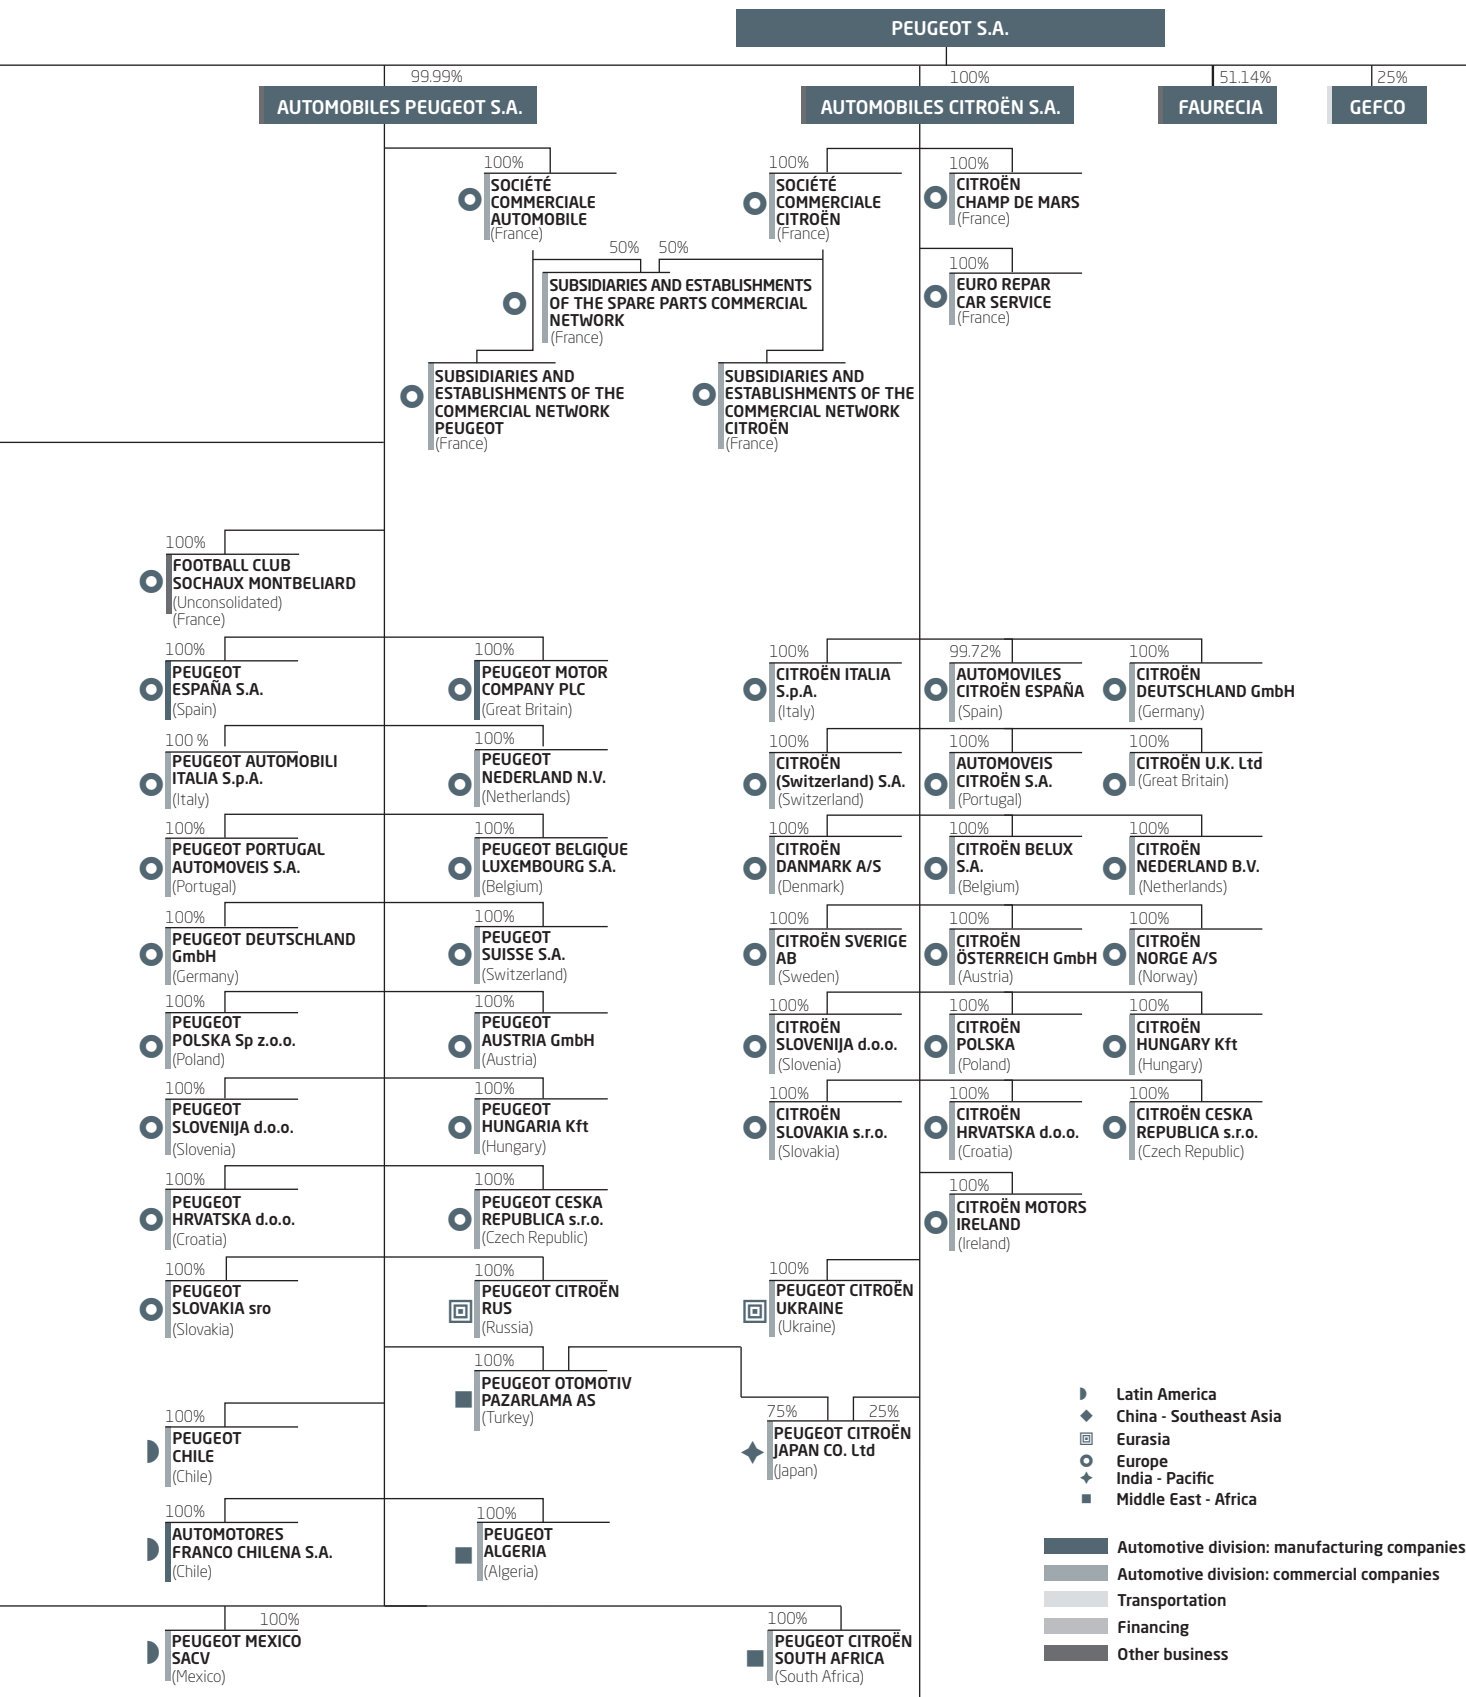 PEUGEOT S.A.
99.99%
100%
51.14%
25%
AUTOMOBILES PEUGEOT S.A.
AUTOMOBILES CITROËN S.A.
FAURECIA
GEFCO
100%
SOCIÉTÉ
COMMERCIALE
AUTOMOBILE
(France)
100%
SOCIÉTÉ
COMMERCIALE
CITROËN
(France)
100%
CITROËN
CHAMP DE MARS
(France)
50%
50%
SUBSIDIARIES AND ESTABLISHMENTS
OF THE SPARE PARTS COMMERCIAL
NETWORK
(France)
100%
EURO REPAR
CAR SERVICE
(France)
SUBSIDIARIES AND
ESTABLISHMENTS OF THE
COMMERCIAL NETWORK
PEUGEOT
(France)
SUBSIDIARIES AND
ESTABLISHMENTS OF THE
COMMERCIAL NETWORK
CITROËN
(France)
100%
FOOTBALL CLUB
SOCHAUX MONTBELIARD
(Unconsolidated)
(France)
100%
PEUGEOT
ESPAÑA S.A.
(Spain)
100%
PEUGEOT MOTOR
COMPANY PLC
(Great Britain)
100%
CITROËN ITALIA
S.p.A.
(Italy)
99.72%
AUTOMOVILES
CITROËN ESPAÑA
(Spain)
100%
CITROËN
DEUTSCHLAND GmbH
(Germany)
100 %
PEUGEOT AUTOMOBILI
ITALIA S.p.A.
(Italy)
100%
PEUGEOT
NEDERLAND N.V.
(Netherlands)
100%
CITROËN
(Switzerland) S.A.
(Switzerland)
100%
AUTOMOVEIS
CITROËN S.A.
(Portugal)
100%
CITROËN U.K. Ltd
(Great Britain)
100%
PEUGEOT PORTUGAL
AUTOMOVEIS S.A.
(Portugal)
100%
PEUGEOT BELGIQUE
LUXEMBOURG S.A.
(Belgium)
100%
CITROËN
DANMARK A/S
(Denmark)
100%
CITROËN BELUX
S.A.
(Belgium)
100%
CITROËN
NEDERLAND B.V.
(Netherlands)
100%
PEUGEOT DEUTSCHLAND
GmbH
(Germany)
100%
PEUGEOT
SUISSE S.A.
(Switzerland)
100%
CITROËN SVERIGE
AB
(Sweden)
100%
CITROËN
ÖSTERREICH GmbH
(Austria)
100%
CITROËN
NORGE A/S
(Norway)
100%
PEUGEOT
POLSKA Sp z.o.o.
(Poland)
100%
PEUGEOT
AUSTRIA GmbH
(Austria)
100%
CITROËN
SLOVENIJA d.o.o.
(Slovenia)
100%
CITROËN
POLSKA
(Poland)
100%
CITROËN
HUNGARY Kft
(Hungary)
100%
PEUGEOT
SLOVENIJA d.o.o.
(Slovenia)
100%
PEUGEOT
HUNGARIA Kft
(Hungary)
100%
CITROËN
SLOVAKIA s.r.o.
(Slovakia)
100%
CITROËN
HRVATSKA d.o.o.
(Croatia)
100%
CITROËN CESKA
REPUBLICA s.r.o.
(Czech Republic)
100%
PEUGEOT
HRVATSKA d.o.o.
(Croatia)
100%
PEUGEOT CESKA
REPUBLICA s.r.o.
(Czech Republic)
100%
CITROËN MOTORS
IRELAND
(Ireland)
100%
PEUGEOT
SLOVAKIA sro
(Slovakia)
100%
PEUGEOT CITROËN
RUS
(Russia)
100%
PEUGEOT CITROËN
UKRAINE
(Ukraine)
100%
PEUGEOT OTOMOTIV
PAZARLAMA AS
(Turkey)
100%
PEUGEOT
CHILE
(Chile)
75%
25%
PEUGEOT CITROËN
JAPAN CO. Ltd
(Japan)
100%
AUTOMOTORES
FRANCO CHILENA S.A.
(Chile)
100%
PEUGEOT
ALGERIA
(Algeria)
100%
PEUGEOT MEXICO
SACV
(Mexico)
100%
PEUGEOT CITROËN
SOUTH AFRICA
(South Africa)
Latin America
China - Southeast Asia
Eurasia
Europe
India - Pacific
Middle East - Africa
Automotive division: manufacturing companies
Automotive division: commercial companies
Transportation
Financing
Other business